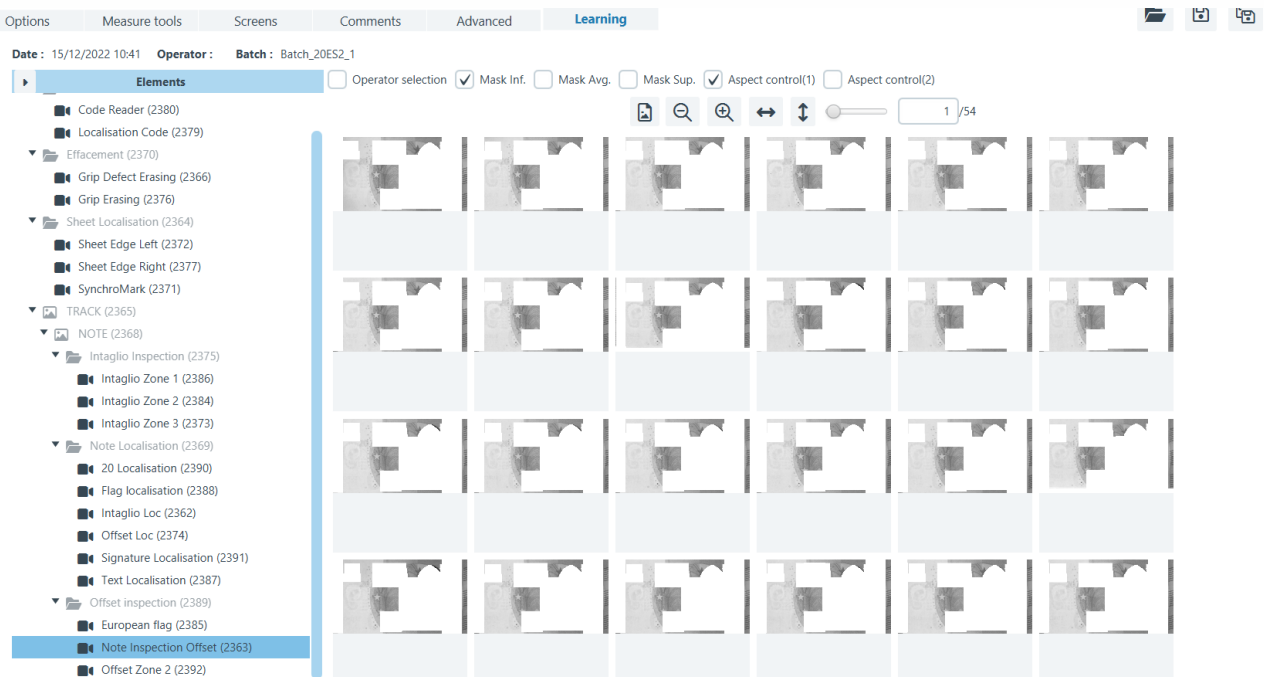 Options Measure tools Screens Comments Advanced Learning
Date : 15/12/2022 10:41 Operator : Batch : Batch_20ES2_1
Elements
Operator selection Mask Inf. Mask Avg. Mask Sup. Aspect control(1) Aspect control(2)
1 /54
Code Reader (2380)
Localisation Code (2379)
Effacement (2370)
Grip Defect Erasing (2366)
Grip Erasing (2376)
Sheet Localisation (2364)
Sheet Edge Left (2372)
Sheet Edge Right (2377)
SynchroMark (2371)
TRACK (2365)
NOTE (2368)
Intaglio Inspection (2375)
Intaglio Zone 1 (2386)
Intaglio Zone 2 (2384)
Intaglio Zone 3 (2373)
Note Localisation (2369)
20 Localisation (2390)
Flag localisation (2388)
Intaglio Loc (2362)
Offset Loc (2374)
Signature Localisation (2391)
Text Localisation (2387)
Offset inspection (2389)
European flag (2385)
Note Inspection Offset (2363)
Offset Zone 2 (2392)